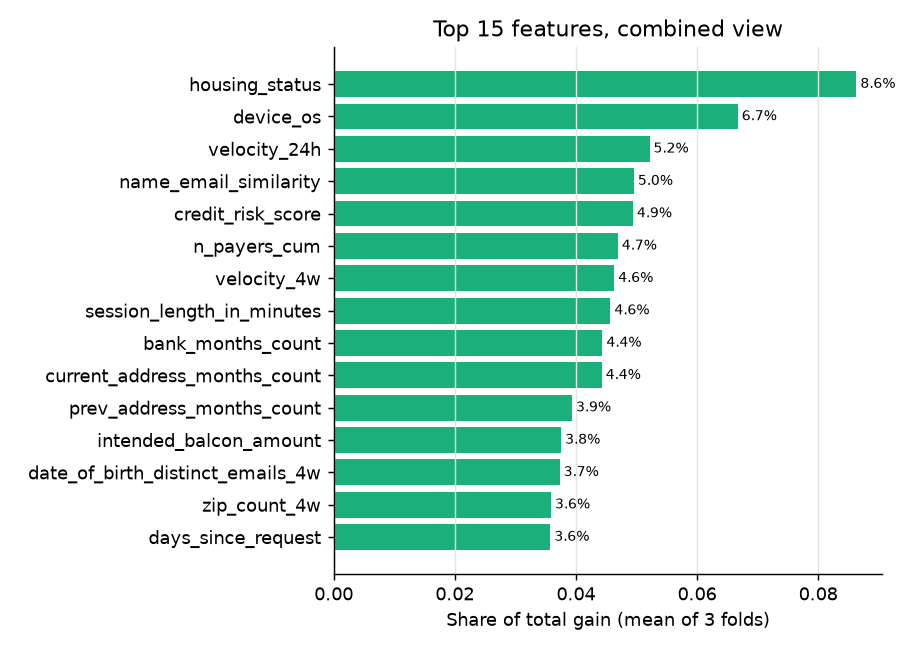 Top 15 features, combined view
housing_status 8.6%
device_os 6.7%
velocity_24h 5.2%
name_email_similarity 5.0%
credit_risk_score 4.9%
n_payers_cum 4.7%
velocity_4w 4.6%
session_length_in_minutes 4.6%
bank_months_count 4.4%
current_address_months_count 4.4%
prev_address_months_count 3.9%
intended_balcon_amount 3.8%
date_of_birth_distinct_emails_4w 3.7%
zip_count_4w 3.6%
days_since_request 3.6%
0.00 0.02 0.04 0.06 0.08
Share of total gain (mean of 3 folds)